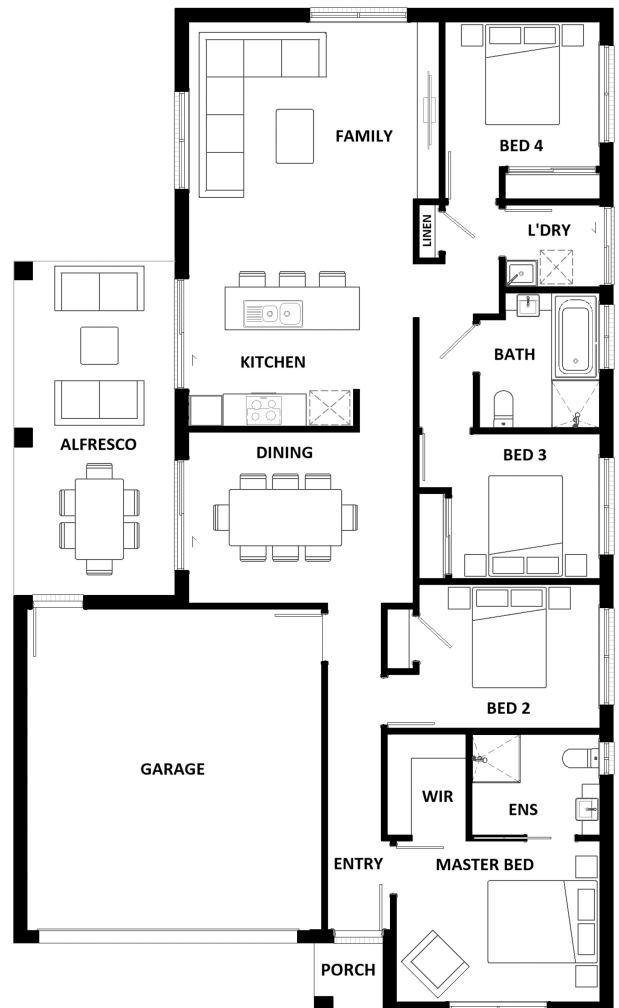 FAMILY
BED 4
LINEN
L'DRY
BATH
KITCHEN
ALFRESCO
DINING
BED 3
BED 2
GARAGE
WIR
ENS
ENTRY
MASTER BED
PORCH